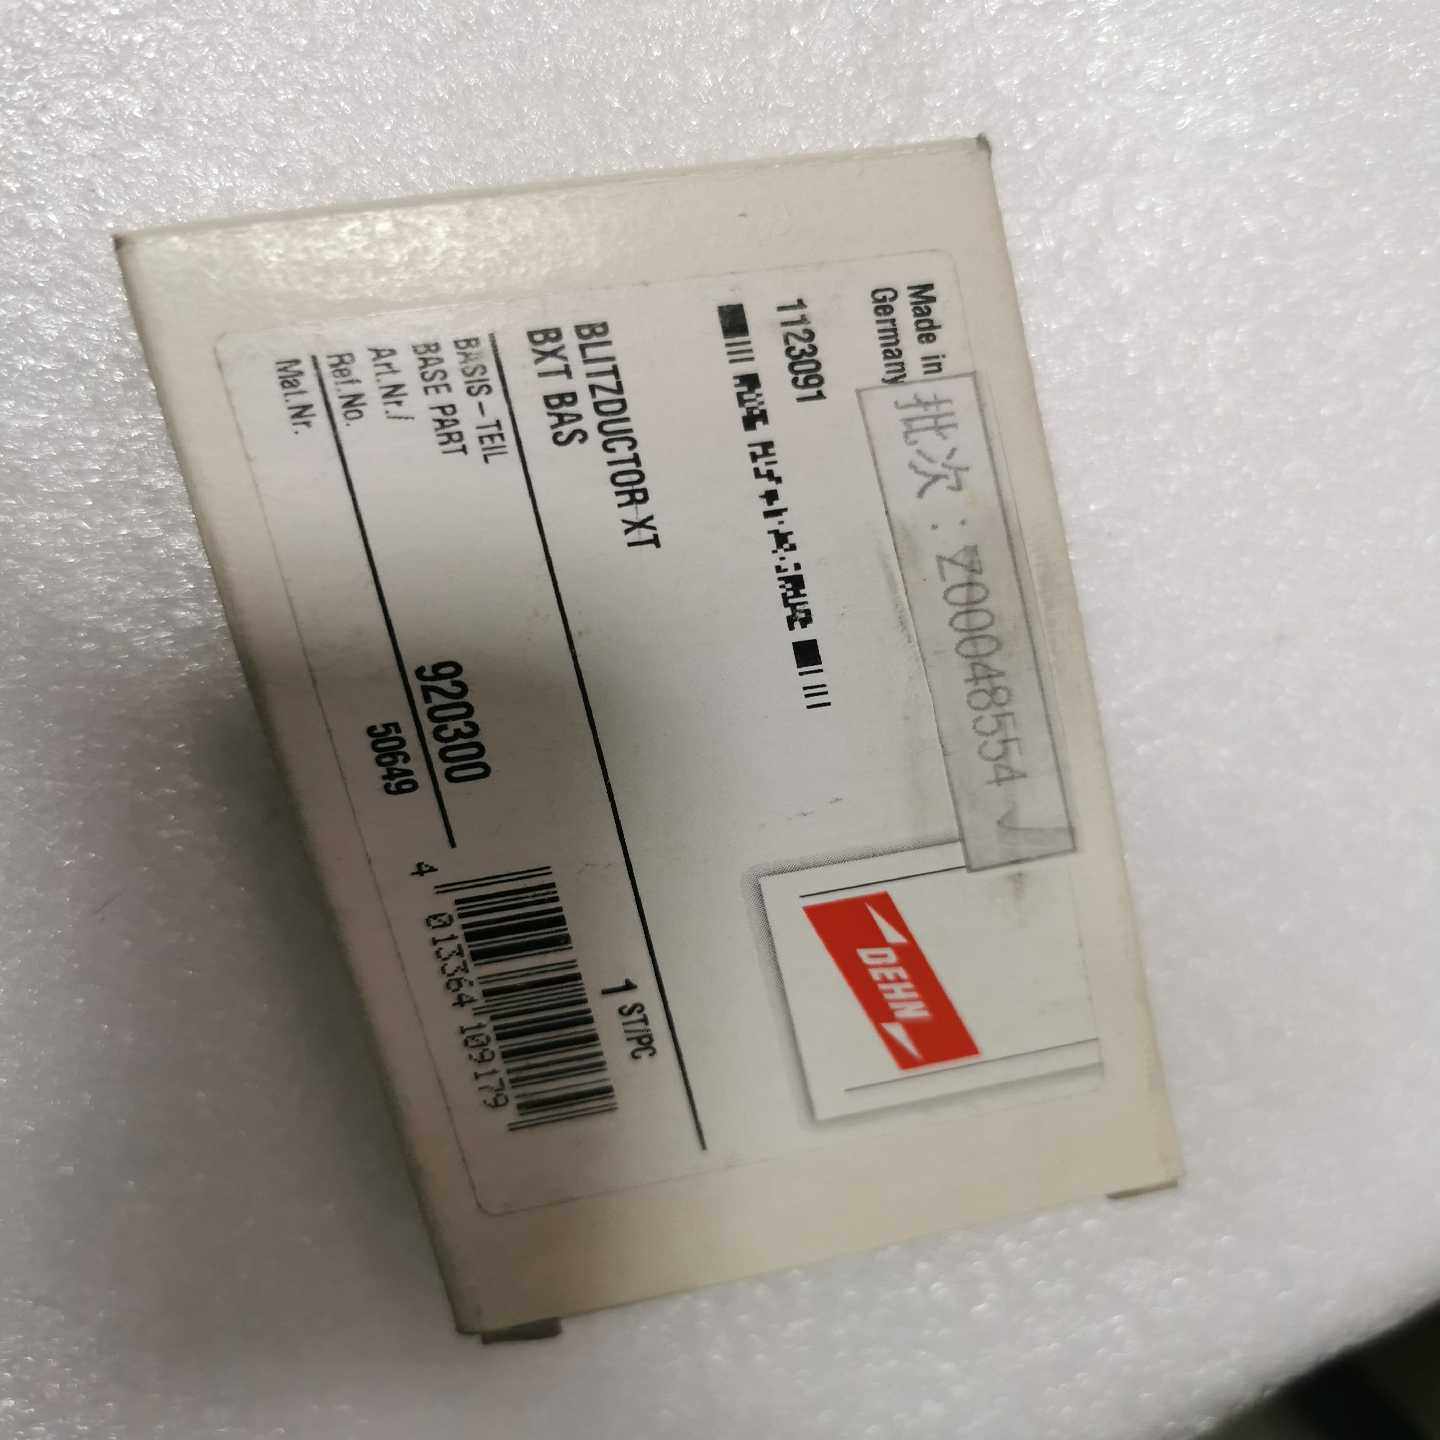 Made in
Germany
批次：Z000048554
DEHN
1123091
BLITZDUCTOR XT
BXT BAS
1 ST/PC
BASIS-TEIL
BASE PART
Art.Nr./
Ref.No. 920300
Mat.Nr. 50649
4 013364 109179